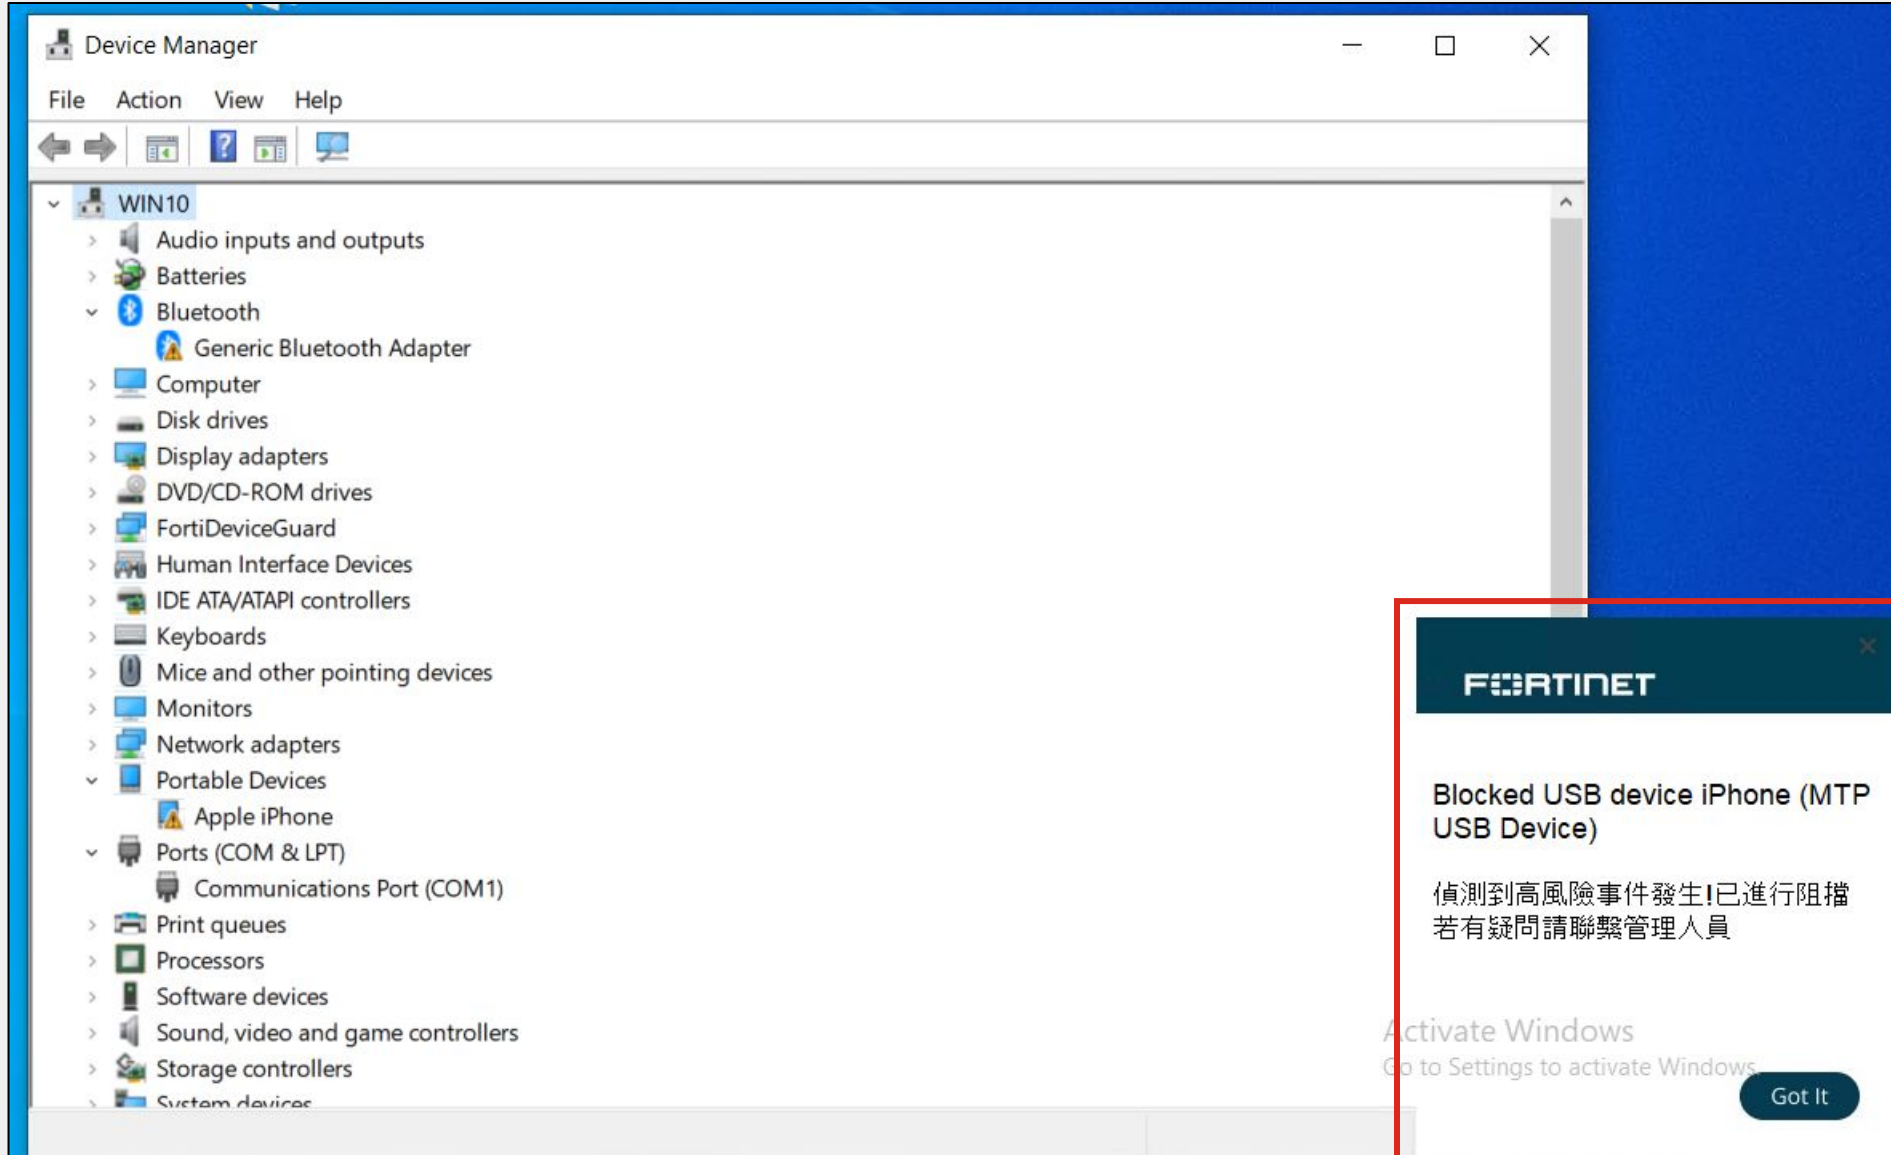 Device Manager
File Action View Help
WIN10
Audio inputs and outputs
Batteries
Bluetooth
Generic Bluetooth Adapter
Computer
Disk drives
Display adapters
DVD/CD-ROM drives
FortiDeviceGuard
Human Interface Devices
IDE ATA/ATAPI controllers
Keyboards
Mice and other pointing devices
Monitors
Network adapters
Portable Devices
Apple iPhone
Ports (COM & LPT)
Communications Port (COM1)
Print queues
Processors
Software devices
Sound, video and game controllers
Storage controllers
System devices
FORTINET
Blocked USB device iPhone (MTP
USB Device)
偵測到高風險事件發生!已進行阻擋
若有疑問請聯繫管理人員
Activate Windows
Go to Settings to activate Windows.
Got It